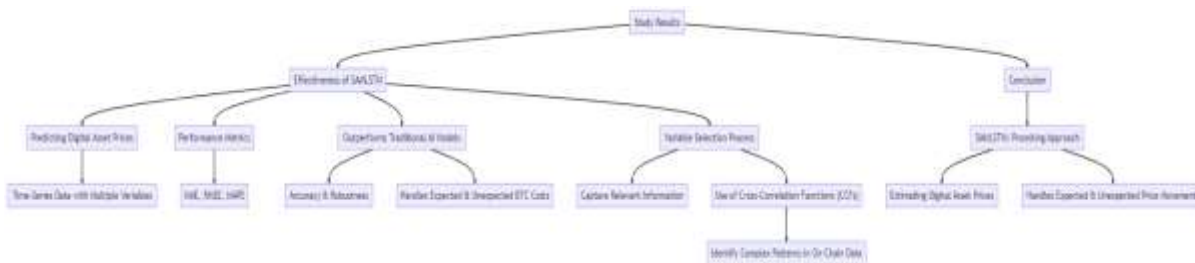 Study Results
Effectiveness of SAMLSTM
Conclusion
Predicting Digital Asset Prices
Performance Metrics
Outperforms Traditional AI Models
Variable Selection Process
SAMLSTM: Promising Approach
Time-Series Data with Multiple Variables
MAE, RMSE, MAPE
Accuracy & Robustness
Handles Expected & Unexpected BTC Costs
Capture Relevant Information
Use of Cross-Correlation Functions (CCFs)
Estimating Digital Asset Prices
Handles Expected & Unexpected Price Movement
Identify Complex Patterns in On-Chain Data